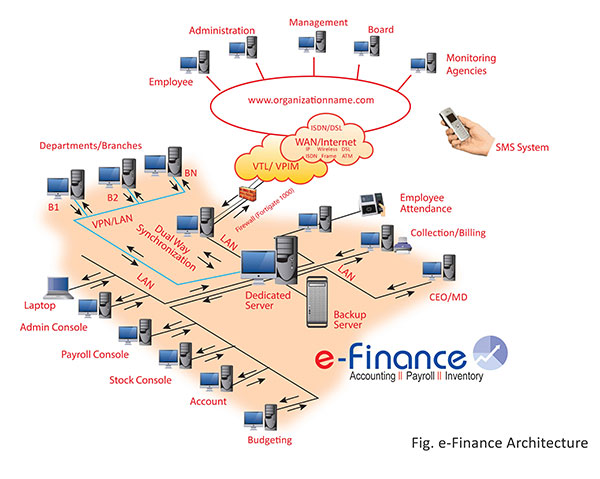 Management
Administration
Board
Monitoring
Agencies
Employee
www.organizationname.com
ISDN/DSL
WAN/Internet
IP Wireless DSL
ISDN Frame ATM
VTL/ VPIM
SMS System
Departments/Branches
BN
B2
B1
VPN/LAN
Dual Way
Synchronization
Firewall (Fortigate 1000)
LAN
Employee
Attendance
Collection/Billing
LAN
CEO/MD
Dedicated
Server
Backup
Server
LAN
Laptop
Admin Console
Payroll Console
Stock Console
Account
Budgeting
e-Finance
Accounting || Payroll || Inventory
Fig. e-Finance Architecture